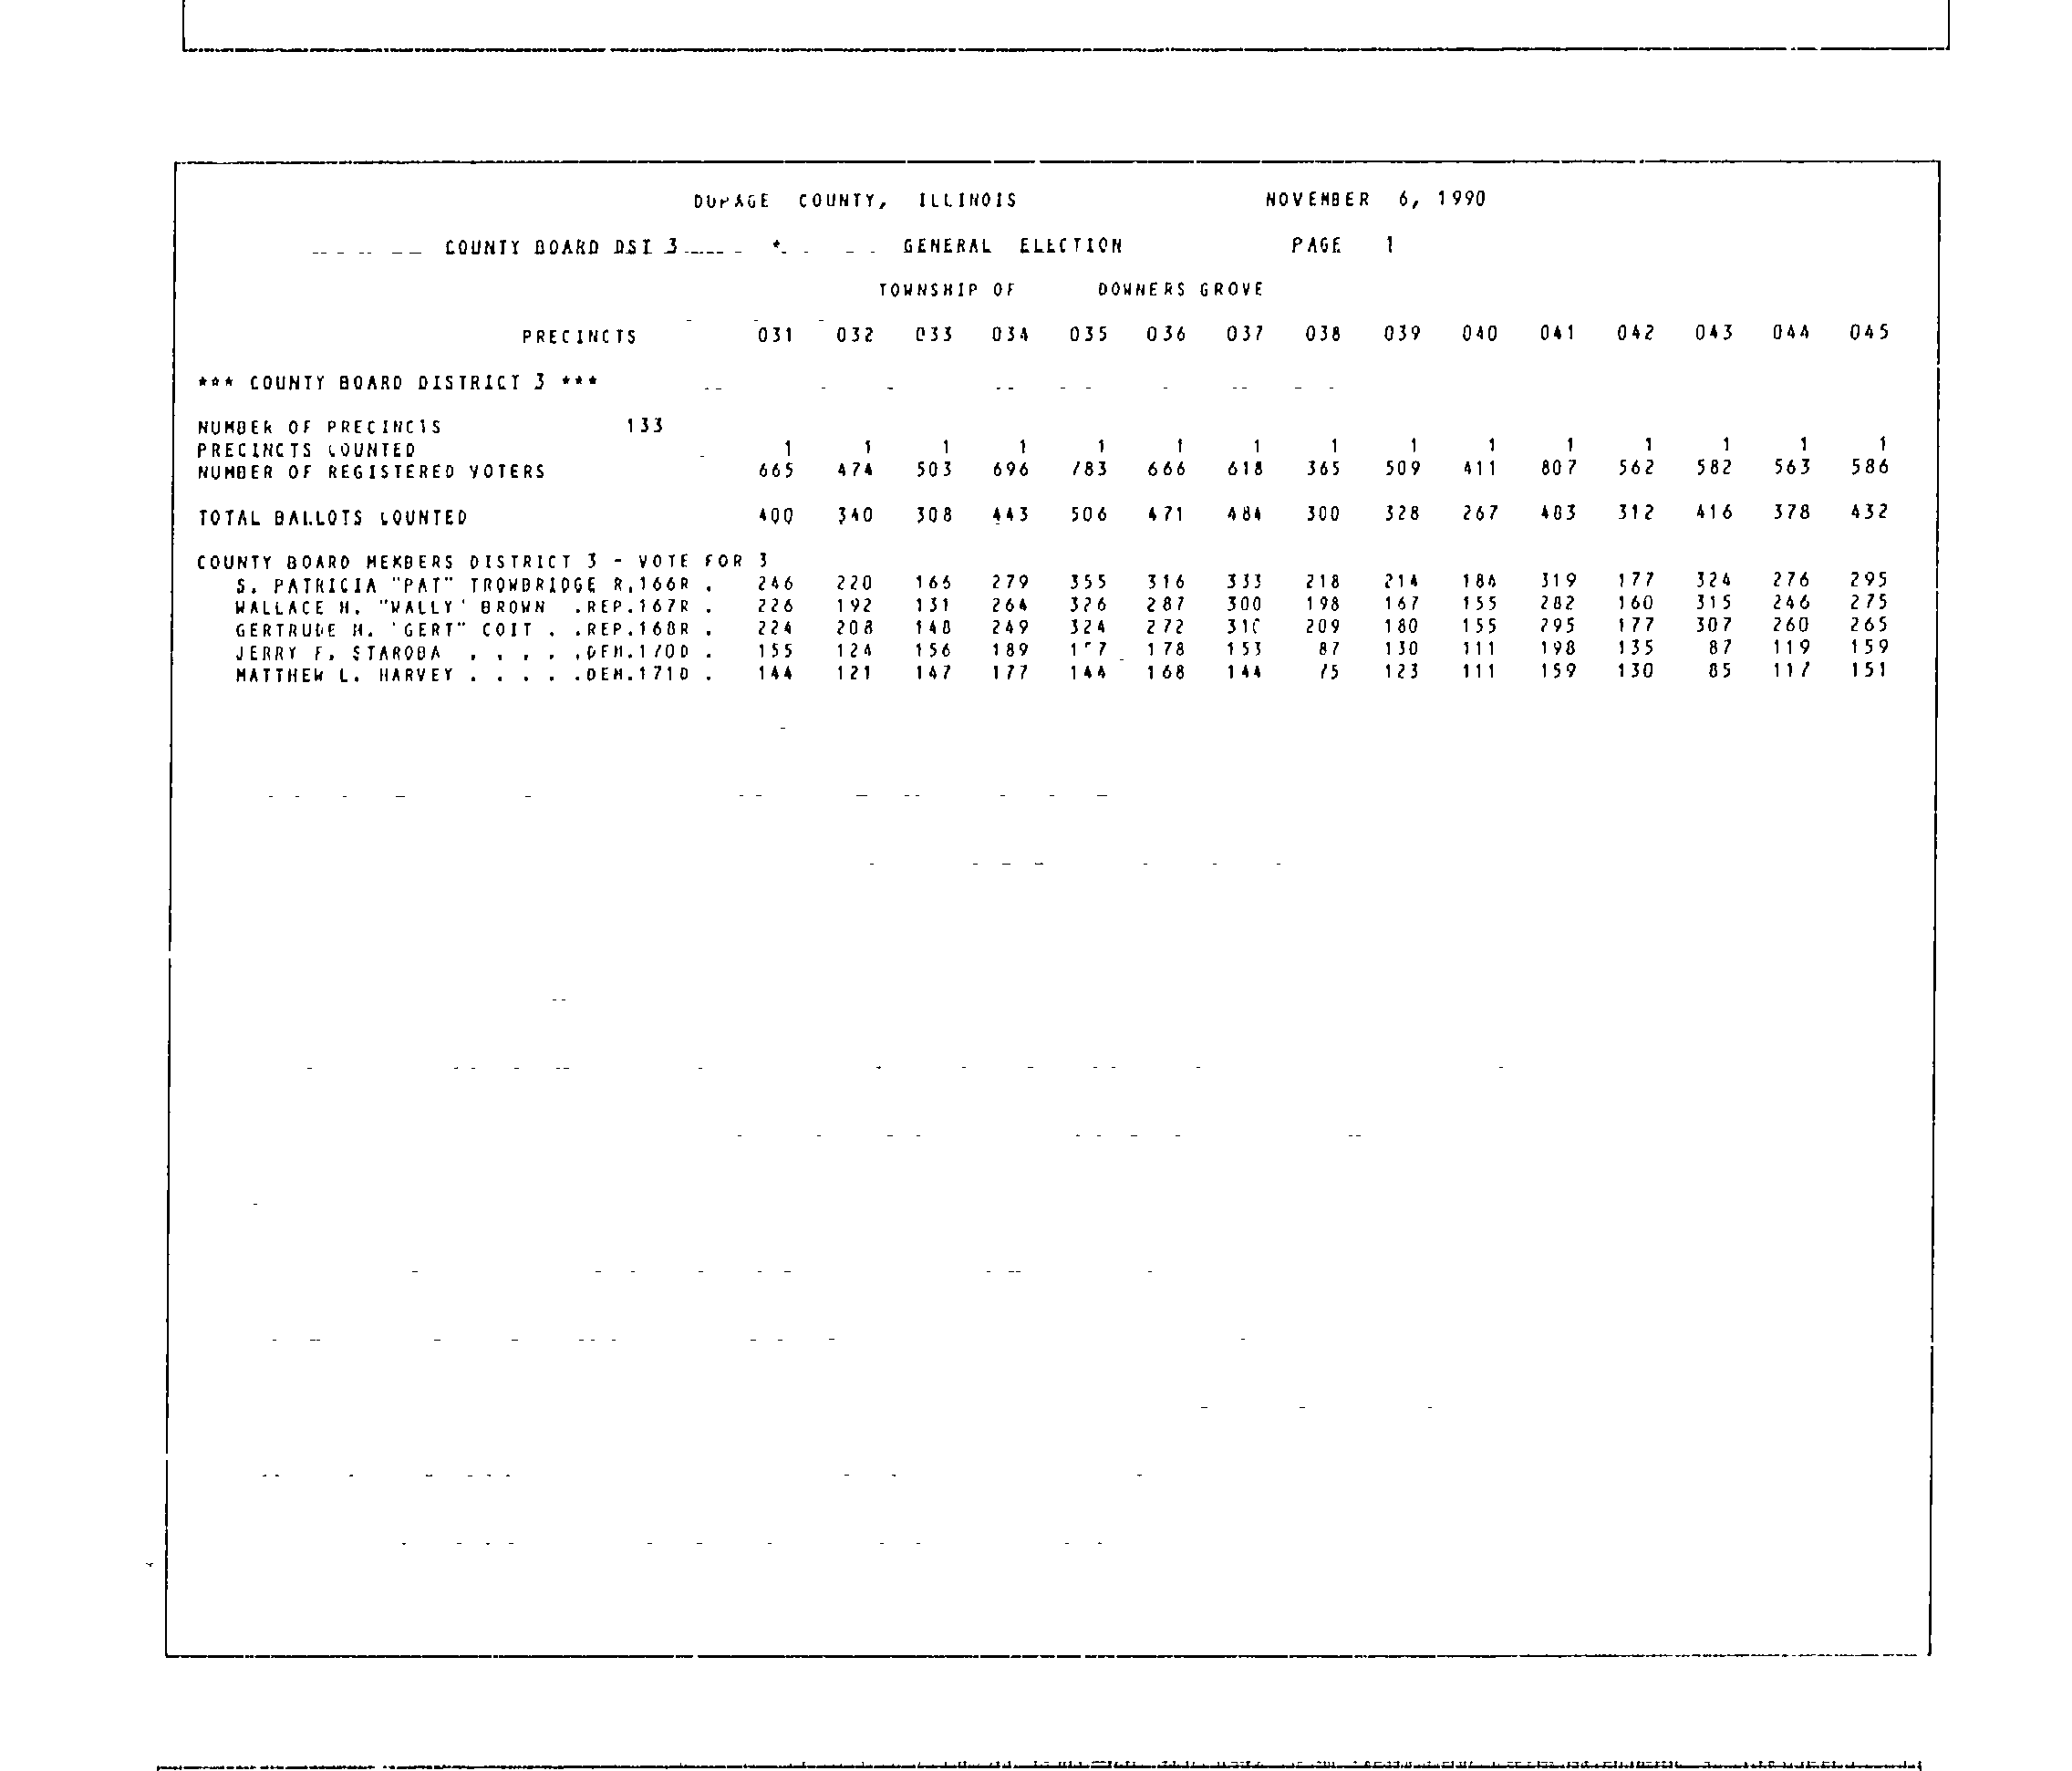 DUPAGE COUNTY, ILLINOIS NOVEMBER 6, 1990
COUNTY BOARD DST 3 * GENERAL ELECTION PAGE 1
TOWNSHIP OF DOWNERS GROVE
PRECINCTS 031 032 033 034 035 036 037 038 039 040 041 042 043 044 045
*** COUNTY BOARD DISTRICT 3 ***
NUMBER OF PRECINCTS 133
PRECINCTS COUNTED 1 1 1 1 1 1 1 1 1 1 1 1 1 1 1
NUMBER OF REGISTERED VOTERS 665 474 503 696 783 666 618 365 509 411 807 562 582 563 586
TOTAL BALLOTS COUNTED 400 340 308 443 506 471 484 300 328 267 483 312 416 378 432
COUNTY BOARD MEMBERS DISTRICT 3 - VOTE FOR 3
S. PATRICIA "PAT" TROWBRIDGE R.166R . 246 220 166 279 355 316 333 218 214 184 319 177 324 276 295
WALLACE H. "WALLY" BROWN .REP.167R . 226 192 131 264 326 287 300 198 167 155 282 160 315 246 275
GERTRUDE H. "GERT" COIT . .REP.168R . 224 208 148 249 324 272 310 209 180 155 295 177 307 260 265
JERRY F. STAROBA . . . . .DEM.170D . 155 124 156 189 178 153 87 130 111 198 135 87 119 159
MATTHEW L. HARVEY . . . . .DEM.171D . 144 121 147 177 144 168 144 75 123 111 159 130 85 117 151